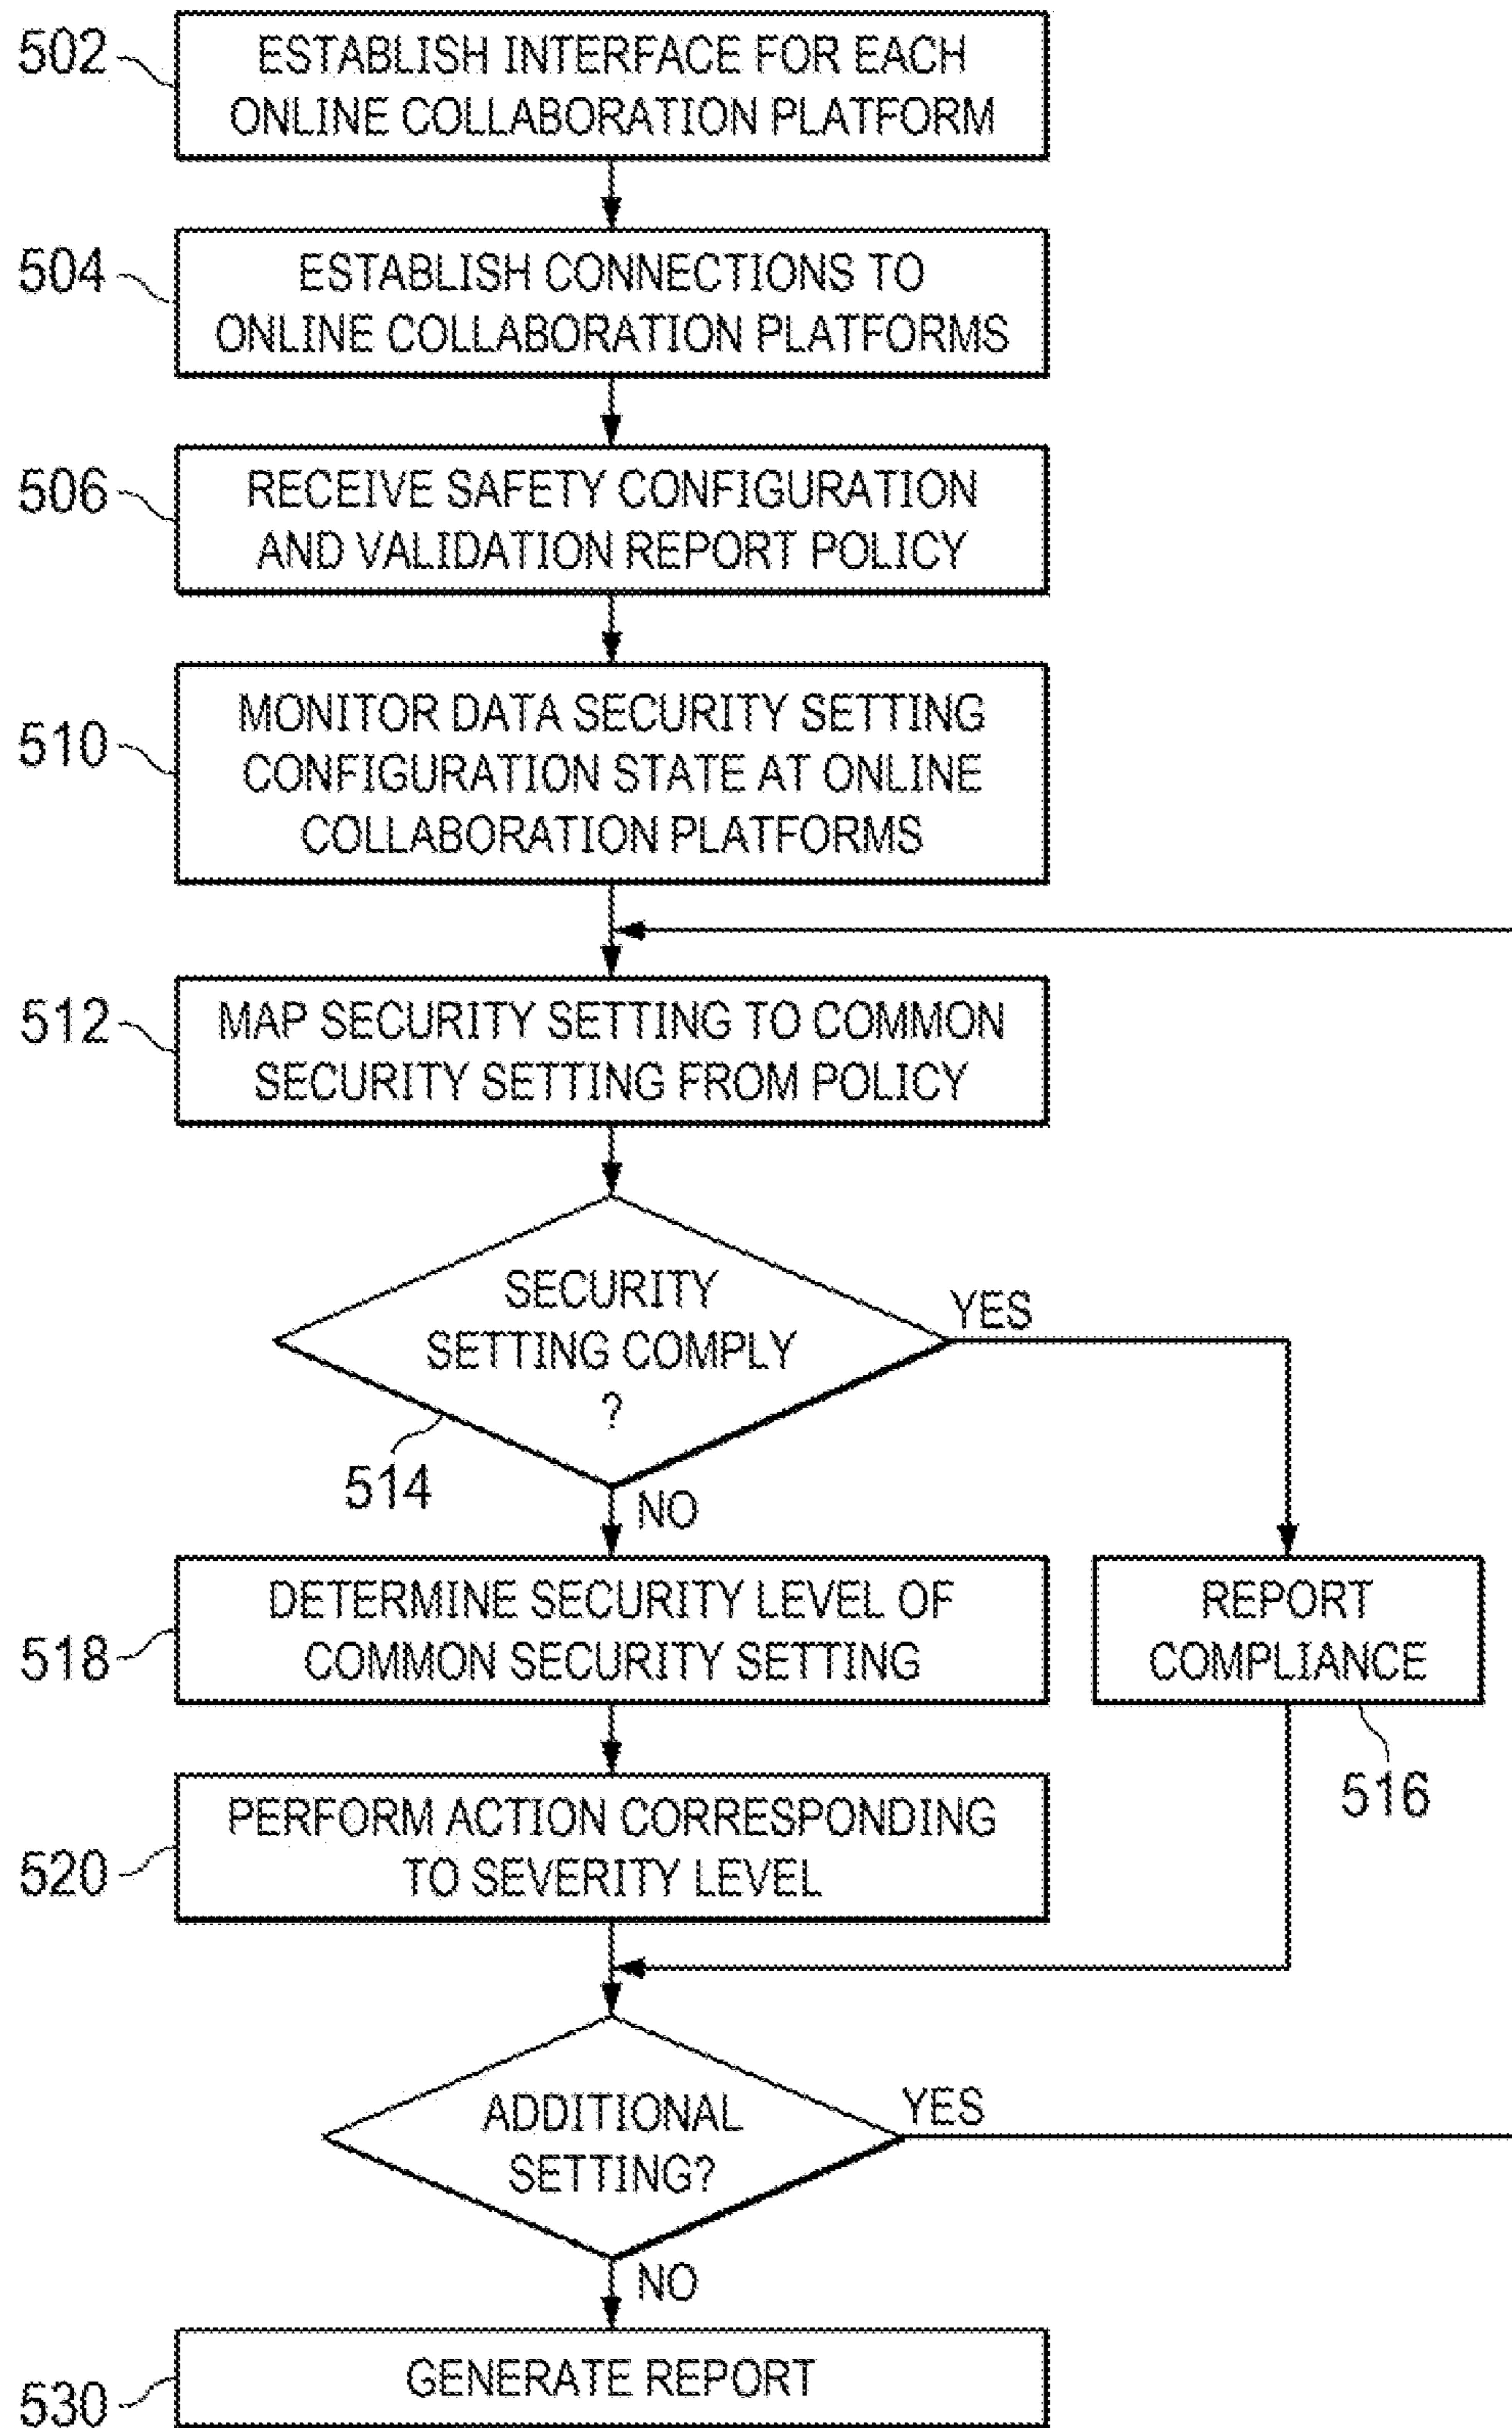 502
ESTABLISH INTERFACE FOR EACH
ONLINE COLLABORATION PLATFORM
504
ESTABLISH CONNECTIONS TO
ONLINE COLLABORATION PLATFORMS
506
RECEIVE SAFETY CONFIGURATION
AND VALIDATION REPORT POLICY
510
MONITOR DATA SECURITY SETTING
CONFIGURATION STATE AT ONLINE
COLLABORATION PLATFORMS
512
MAP SECURITY SETTING TO COMMON
SECURITY SETTING FROM POLICY
SECURITY
SETTING COMPLY
?
YES
514
NO
518
DETERMINE SECURITY LEVEL OF
COMMON SECURITY SETTING
REPORT
COMPLIANCE
516
520
PERFORM ACTION CORRESPONDING
TO SEVERITY LEVEL
ADDITIONAL
SETTING?
YES
NO
530
GENERATE REPORT